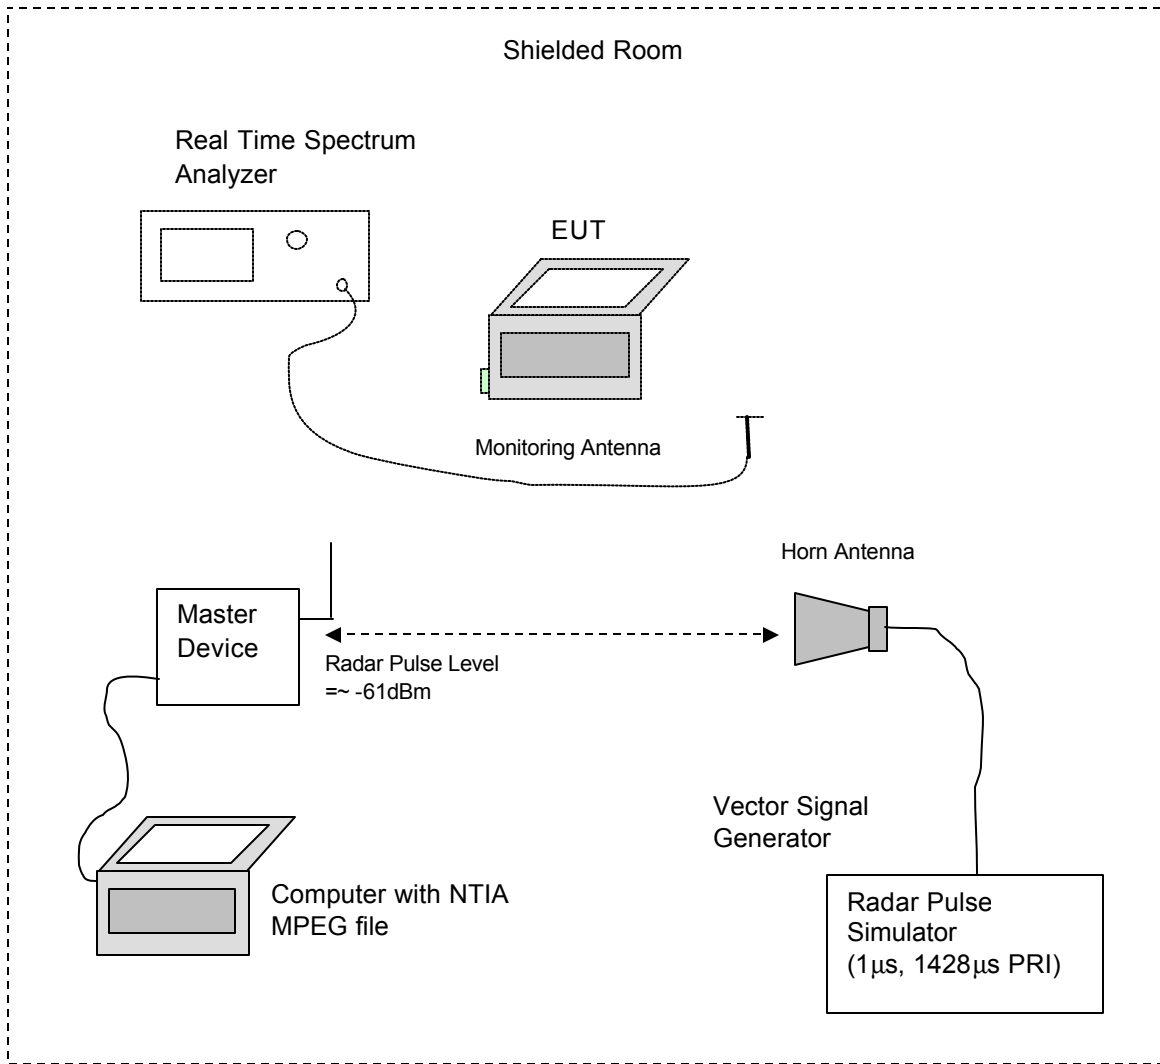 Shielded Room
Real Time Spectrum
Analyzer
EUT
Monitoring Antenna
Horn Antenna
Master
Device
Radar Pulse Level
=~ -61dBm
Vector Signal
Generator
Computer with NTIA
MPEG file
Radar Pulse
Simulator
(1μs, 1428μs PRI)